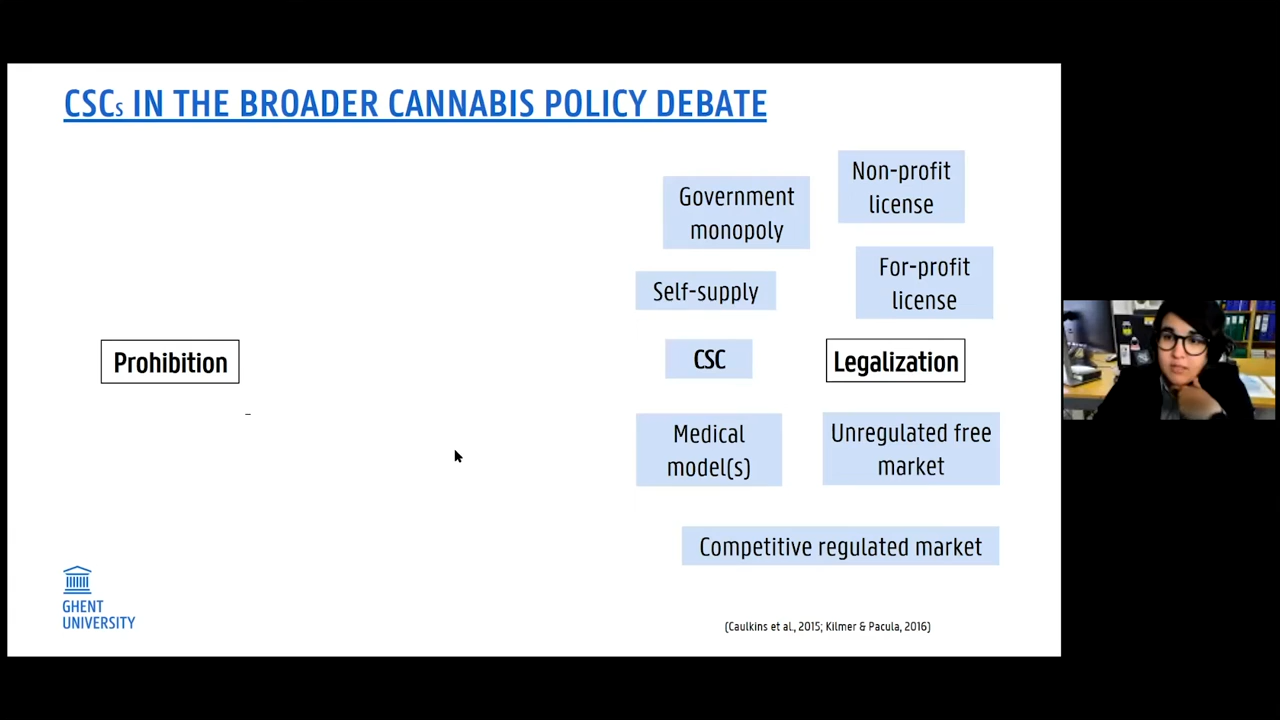 CSCs IN THE BROADER CANNABIS POLICY DEBATE
Government
monopoly
Non-profit
license
Self-supply
For-profit
license
Prohibition
CSC
Legalization
Medical
model(s)
Unregulated free
market
Competitive regulated market
GHENT
UNIVERSITY
(Caulkins et al., 2015; Kilmer & Pacula, 2016)